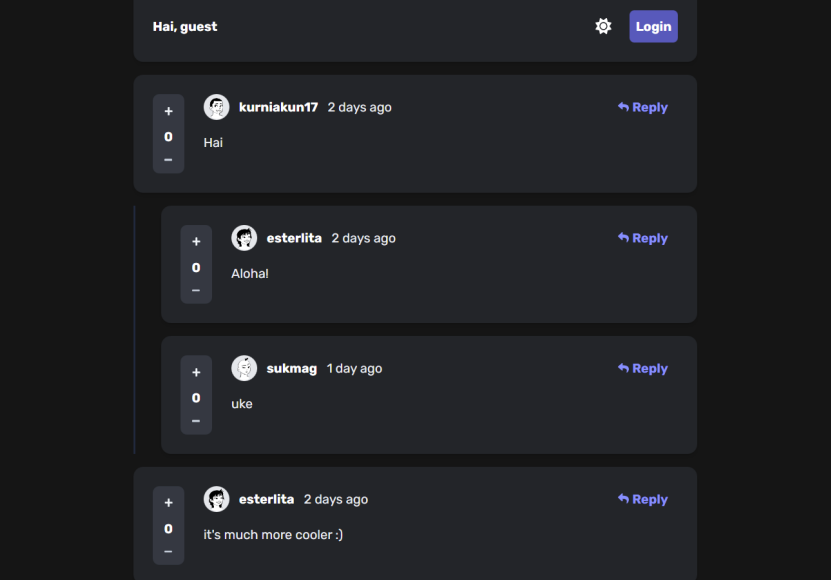 Hai, guest Login
+ kurniakun17 2 days ago Reply
0
Hai
−
+ esterlita 2 days ago Reply
0
Aloha!
−
+ sukmag 1 day ago Reply
0
uke
−
+ esterlita 2 days ago Reply
0
it's much more cooler :)
−